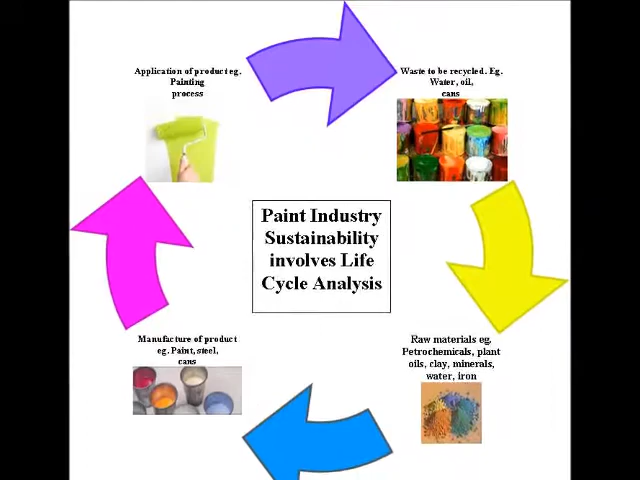 Application of product eg.
Painting
process
Waste to be recycled. Eg.
Water, oil,
cans
Paint Industry
Sustainability
involves Life
Cycle Analysis
Manufacture of product
eg. Paint, steel,
cans
Raw materials eg.
Petrochemicals, plant
oils, clay, minerals,
water, iron